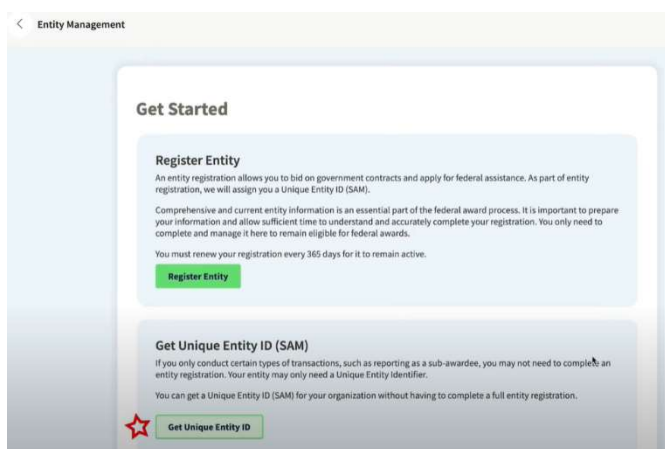 Entity Management
Get Started
Register Entity
An entity registration allows you to bid on government contracts and apply for federal assistance. As part of entity
registration, we will assign you a Unique Entity ID (SAM).
Comprehensive and current entity information is an essential part of the federal award process. It is important to prepare
your information and allow sufficient time to understand and accurately complete your registration. You only need to
complete and manage it here to remain eligible for federal awards.
You must renew your registration every 365 days for it to remain active.
Register Entity
Get Unique Entity ID (SAM)
If you only conduct certain types of transactions, such as reporting as a sub-awardee, you may not need to complete an
entity registration. Your entity may only need a Unique Entity Identifier.
You can get a Unique Entity ID (SAM) for your organization without having to complete a full entity registration.
Get Unique Entity ID